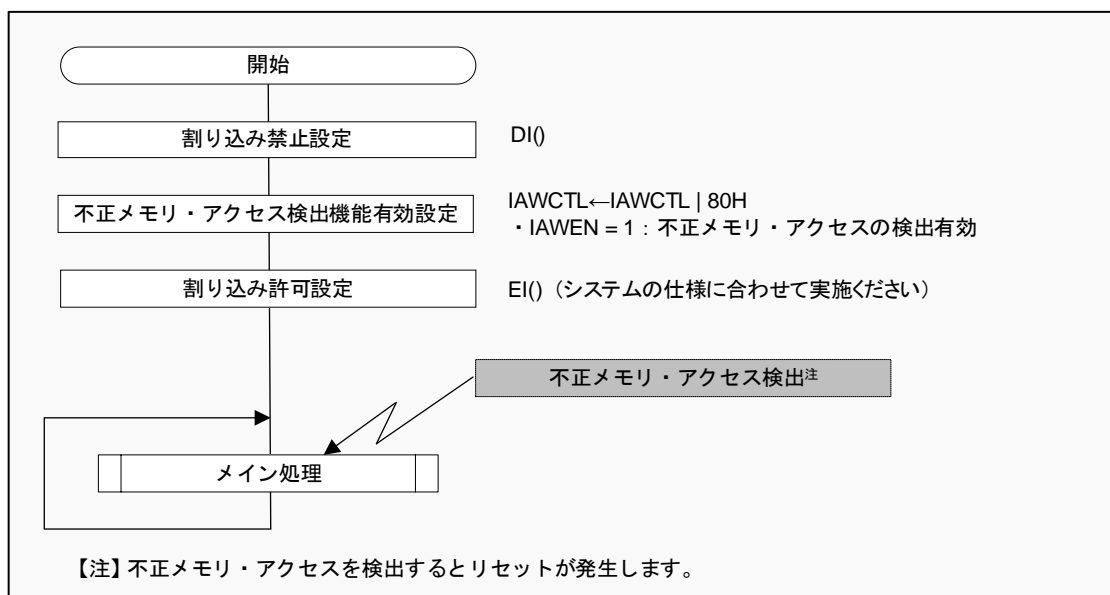 開始
割り込み禁止設定
DI()
不正メモリ・アクセス検出機能有効設定
IAWCTL←IAWCTL | 80H
・IAWEN = 1：不正メモリ・アクセスの検出有効
割り込み許可設定
EI()（システムの仕様に合わせて実施ください）
不正メモリ・アクセス検出注
メイン処理
【注】不正メモリ・アクセスを検出するとリセットが発生します。